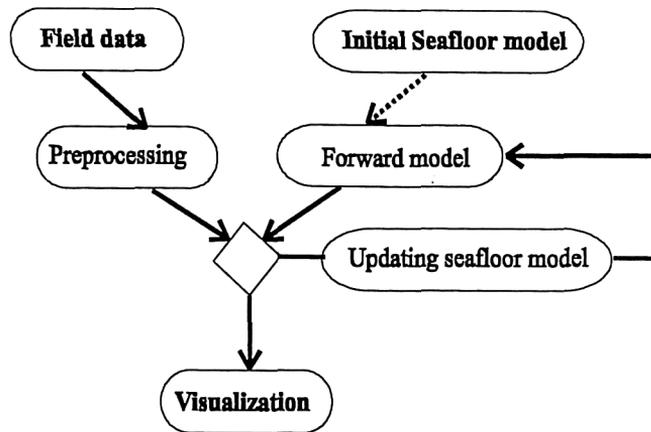 Field data
Initial Seafloor model
Preprocessing
Forward model
Updating seafloor model
Visualization